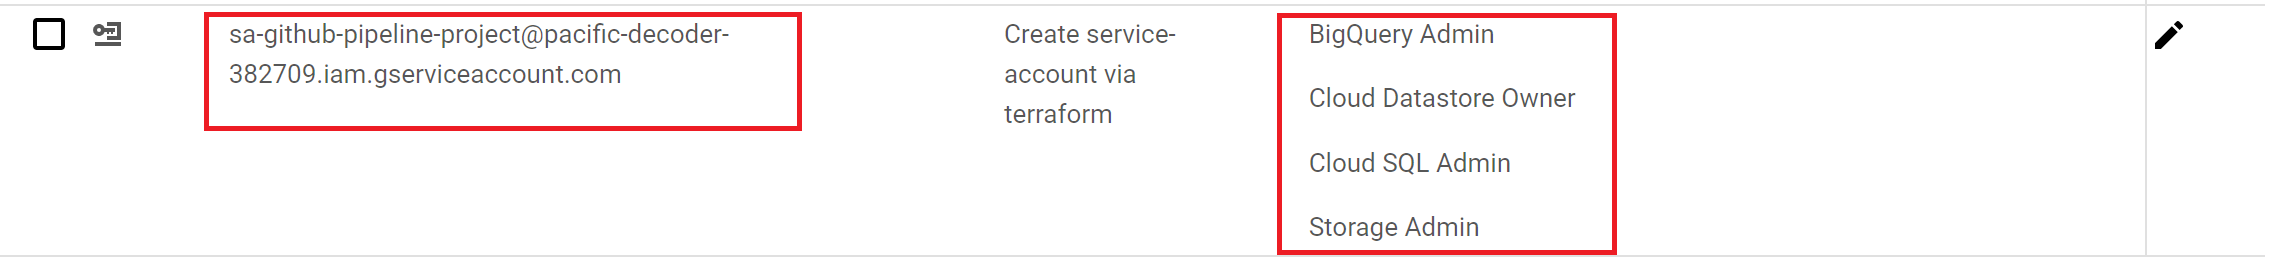 sa-github-pipeline-project@pacific-decoder-
382709.iam.gserviceaccount.com
Create service-
account via
terraform
BigQuery Admin
Cloud Datastore Owner
Cloud SQL Admin
Storage Admin